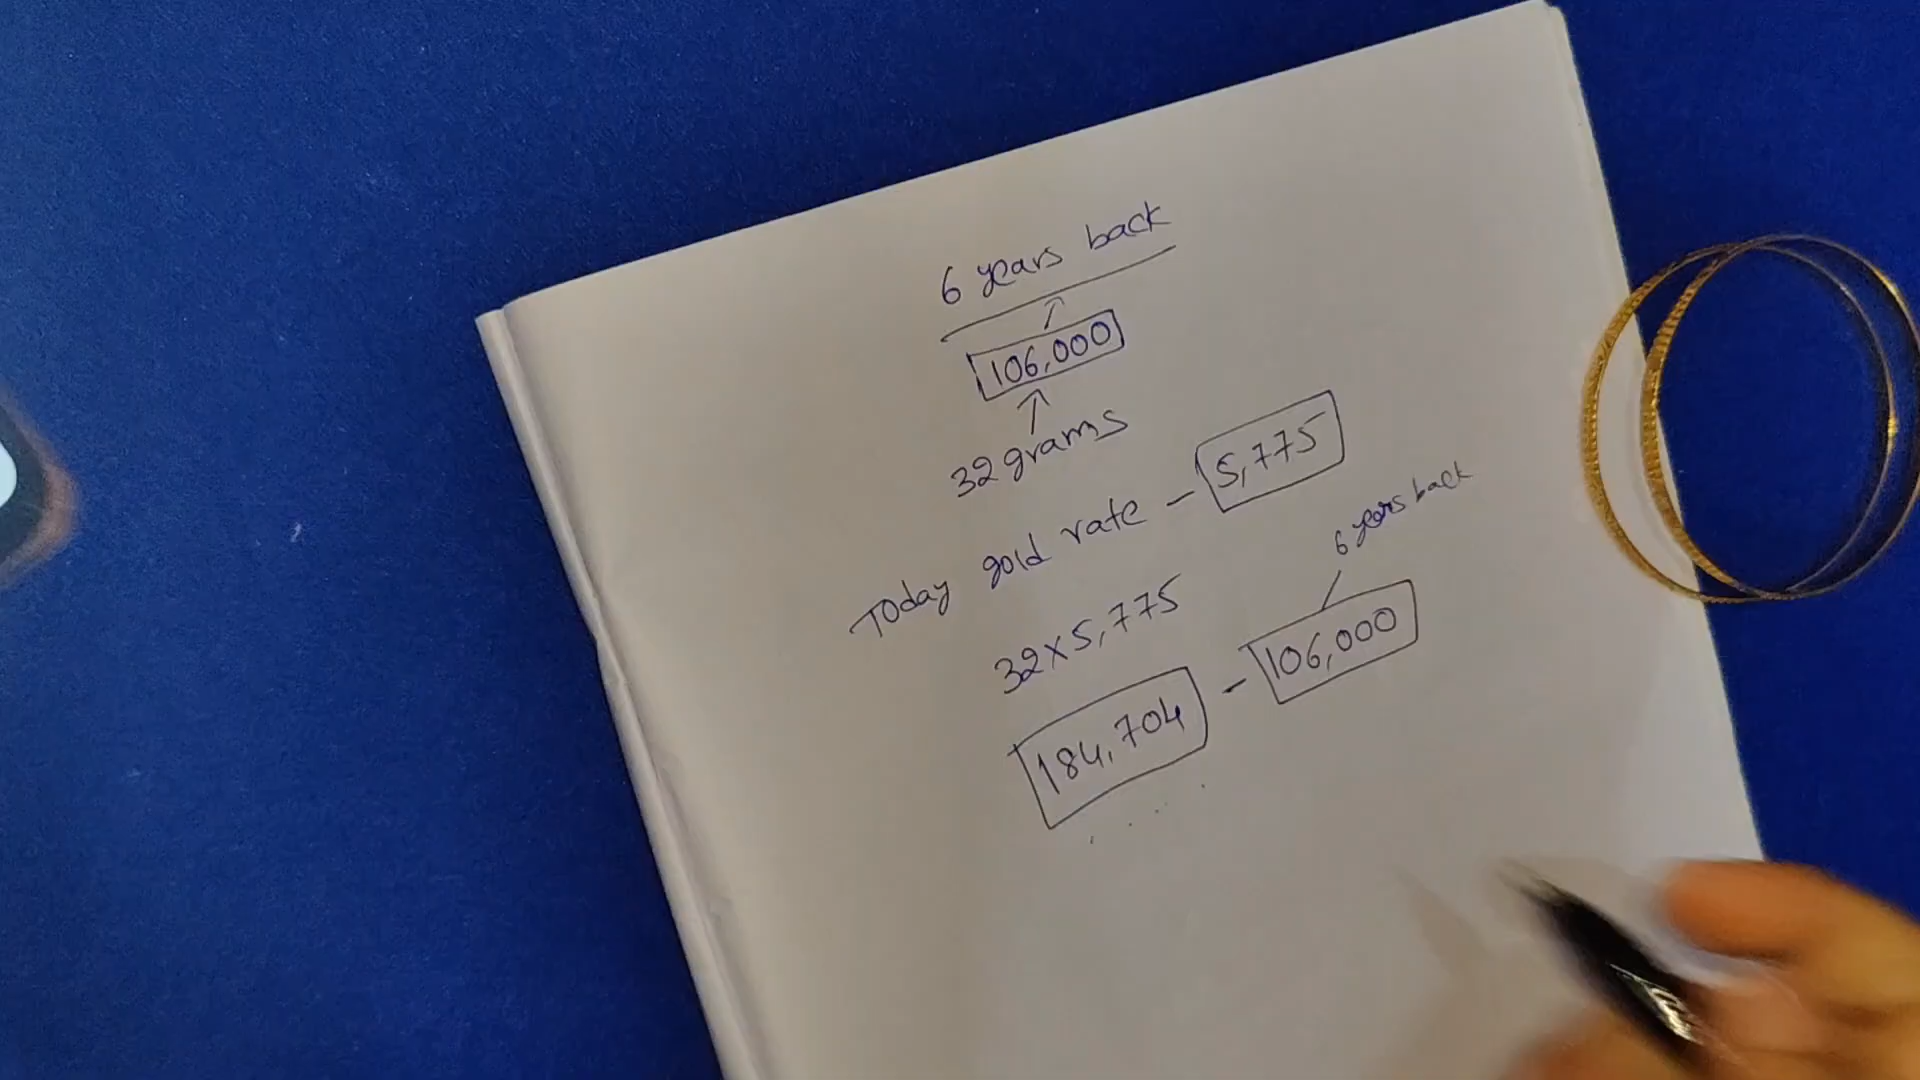 6 years back
106,000
32 grams
Today gold rate - 5,775
6 years back
32x5,775
184,704 - 106,000